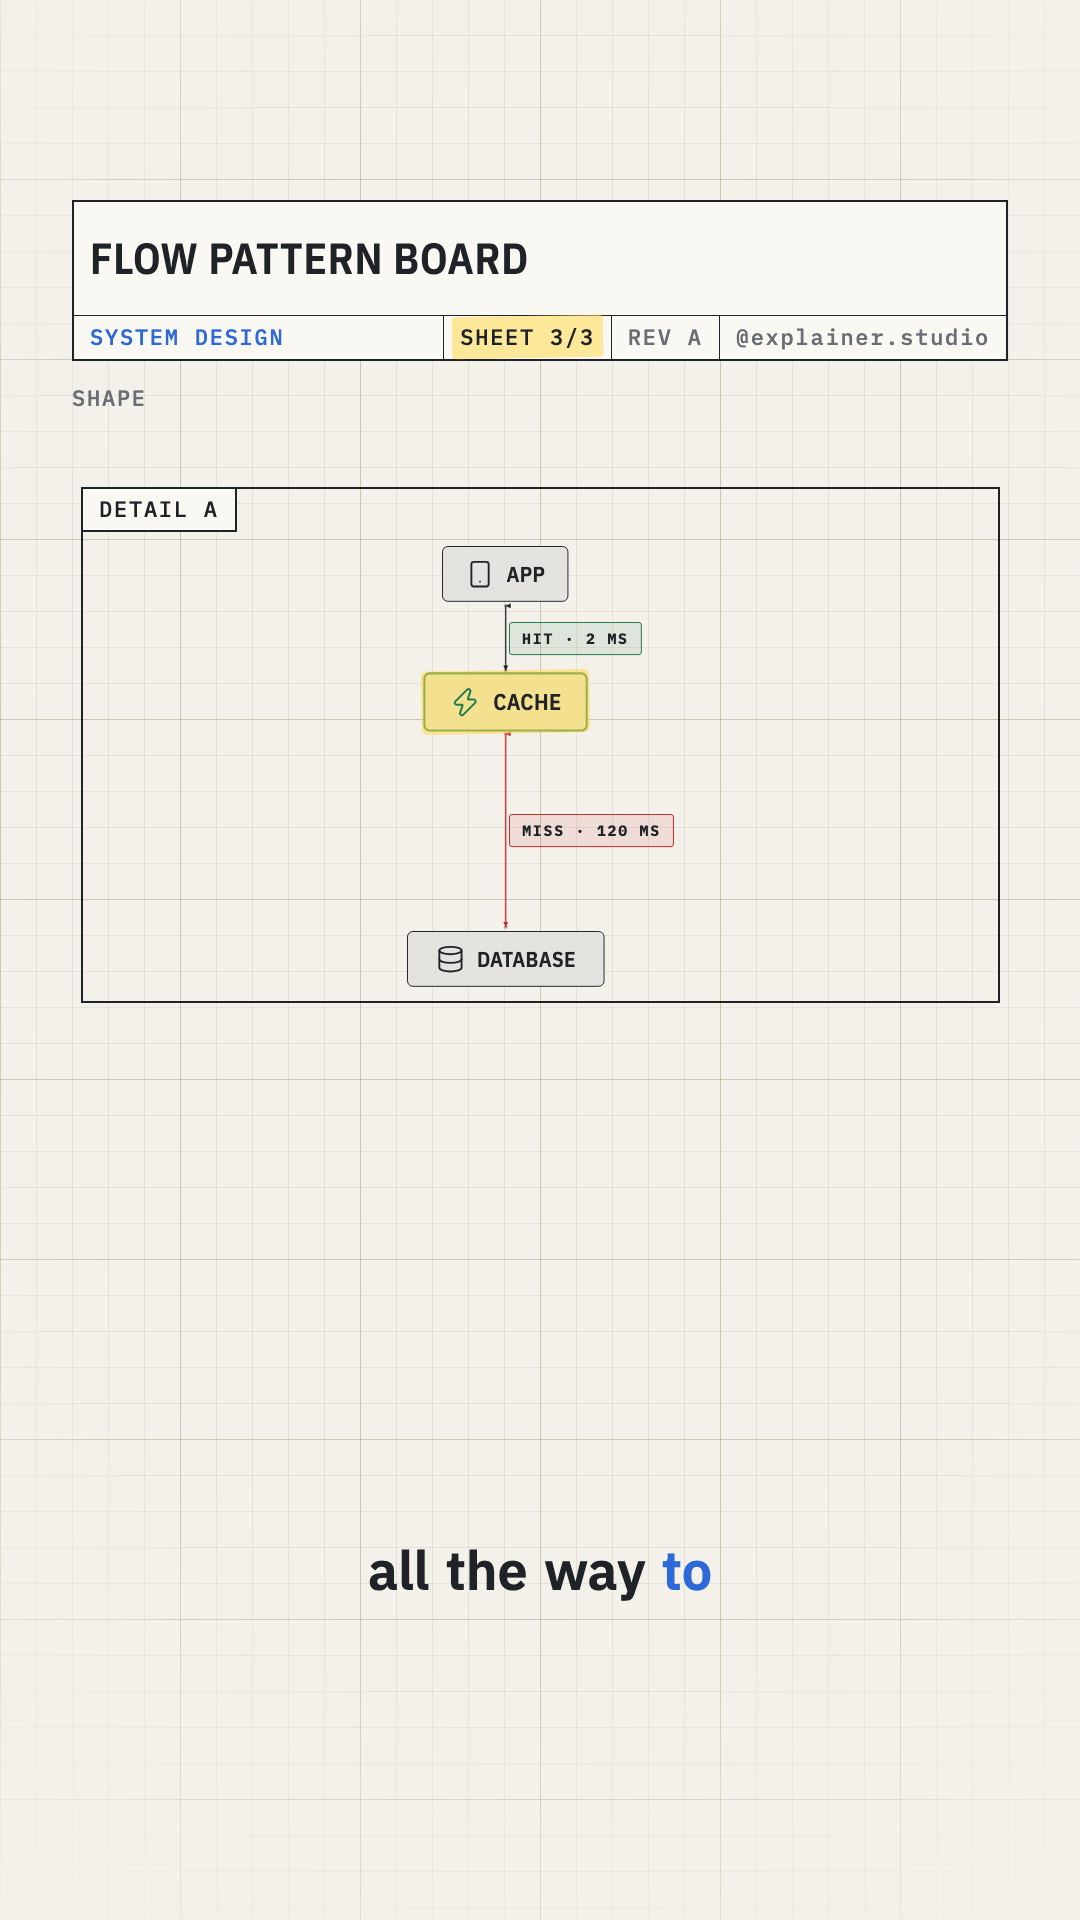 FLOW PATTERN BOARD
SYSTEM DESIGN
SHEET 3/3
REV A
@explainer.studio
SHAPE
DETAIL A
APP
HIT · 2 MS
CACHE
MISS · 120 MS
DATABASE
all the way to